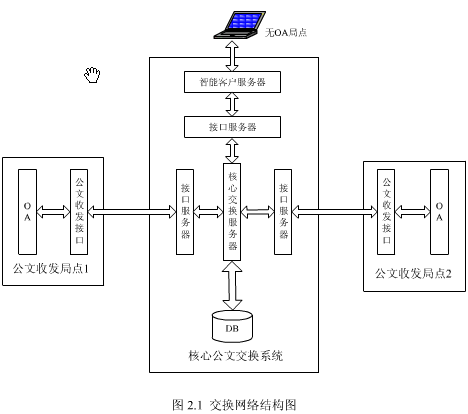 无OA局点
智能客户服务器
接口服务器
OA
公文收发接口
公文收发局点1
接口服务器
核心交换服务器
接口服务器
公文收发接口
OA
公文收发局点2
DB
核心公文交换系统
图 2.1 交换网络结构图